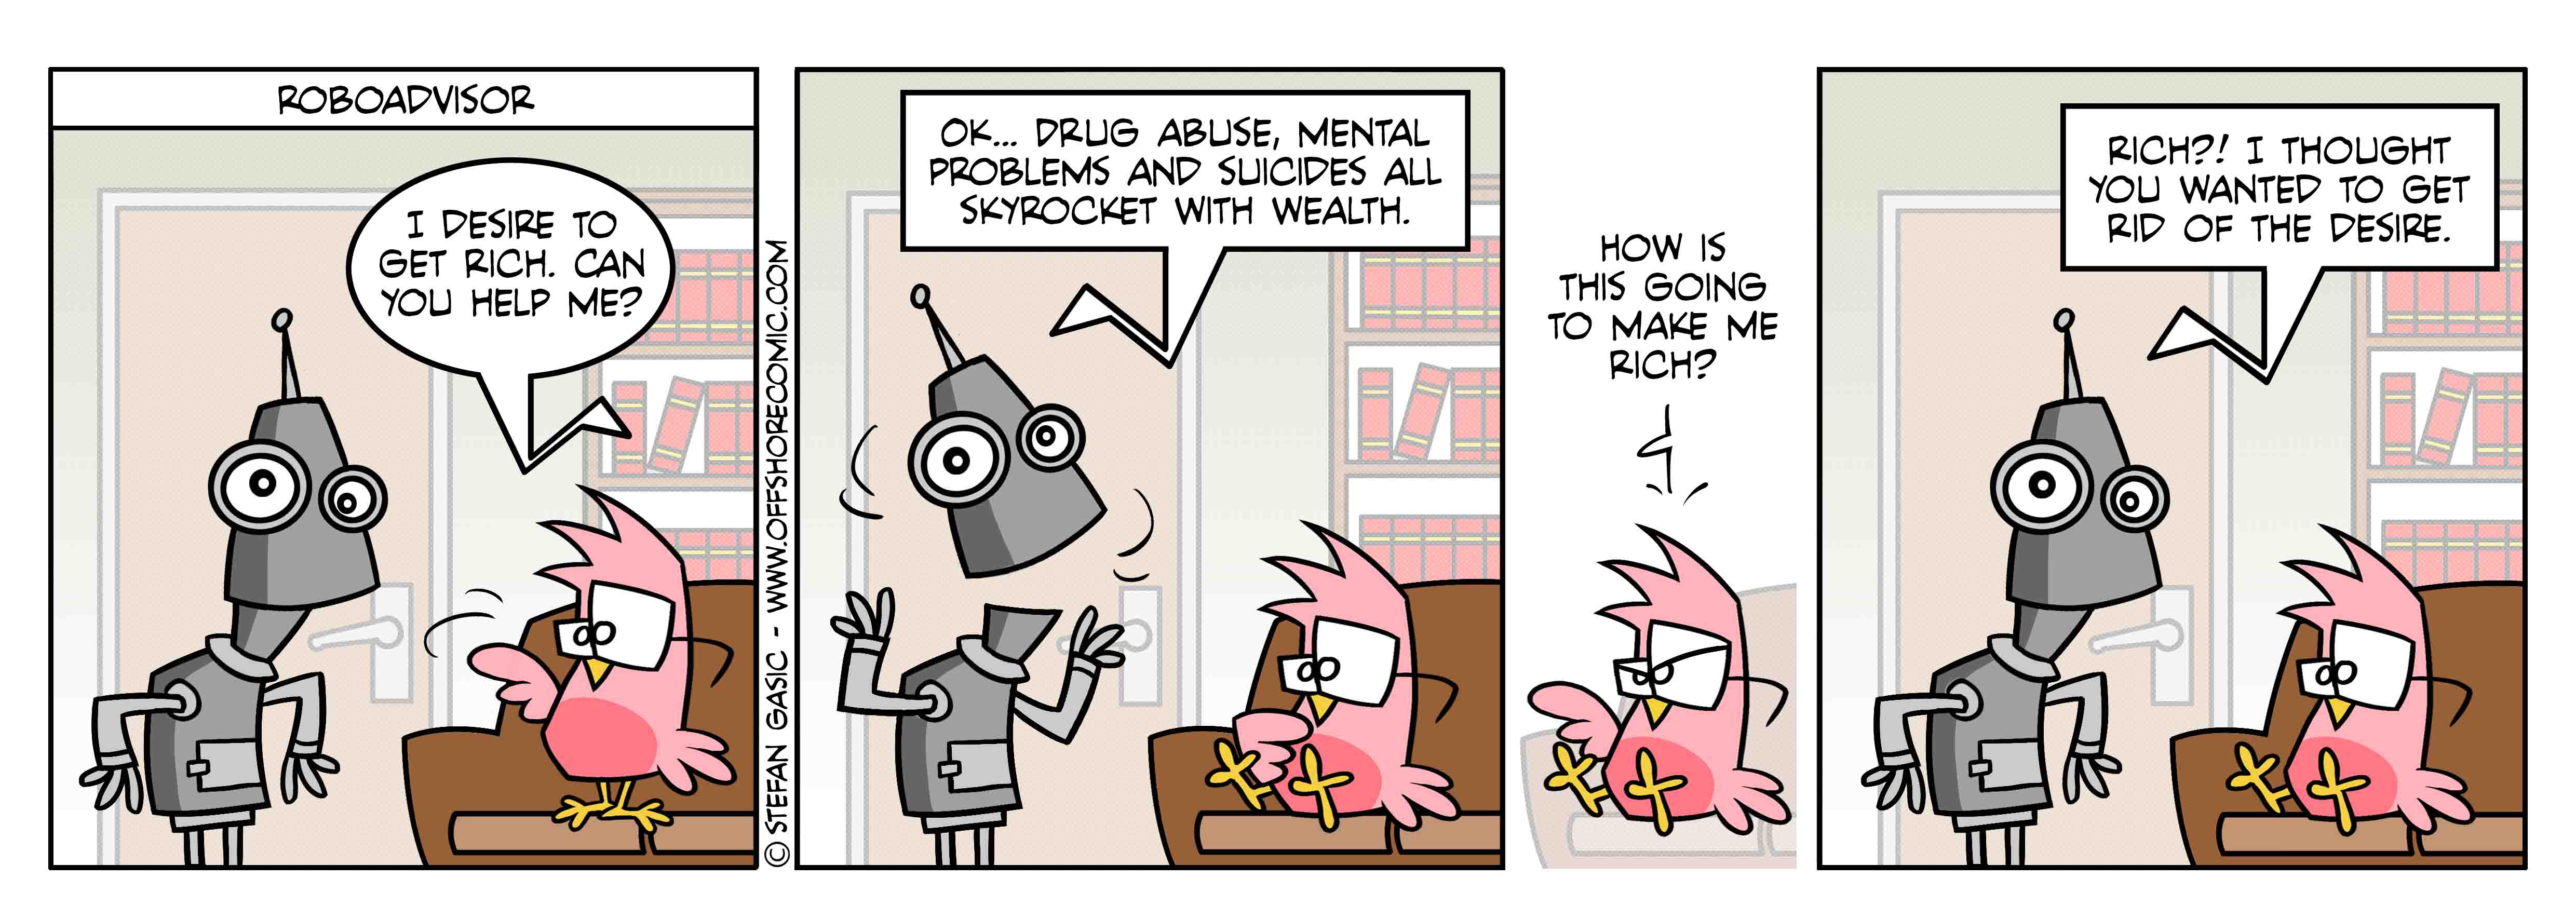 ROBOADVISOR
I DESIRE TO
GET RICH. CAN
YOU HELP ME?
© STEFAN GASIC - WWW.OFFSHORECOMIC.COM
OK... DRUG ABUSE, MENTAL
PROBLEMS AND SUICIDES ALL
SKYROCKET WITH WEALTH.
HOW IS
THIS GOING
TO MAKE ME
RICH?
RICH?! I THOUGHT
YOU WANTED TO GET
RID OF THE DESIRE.